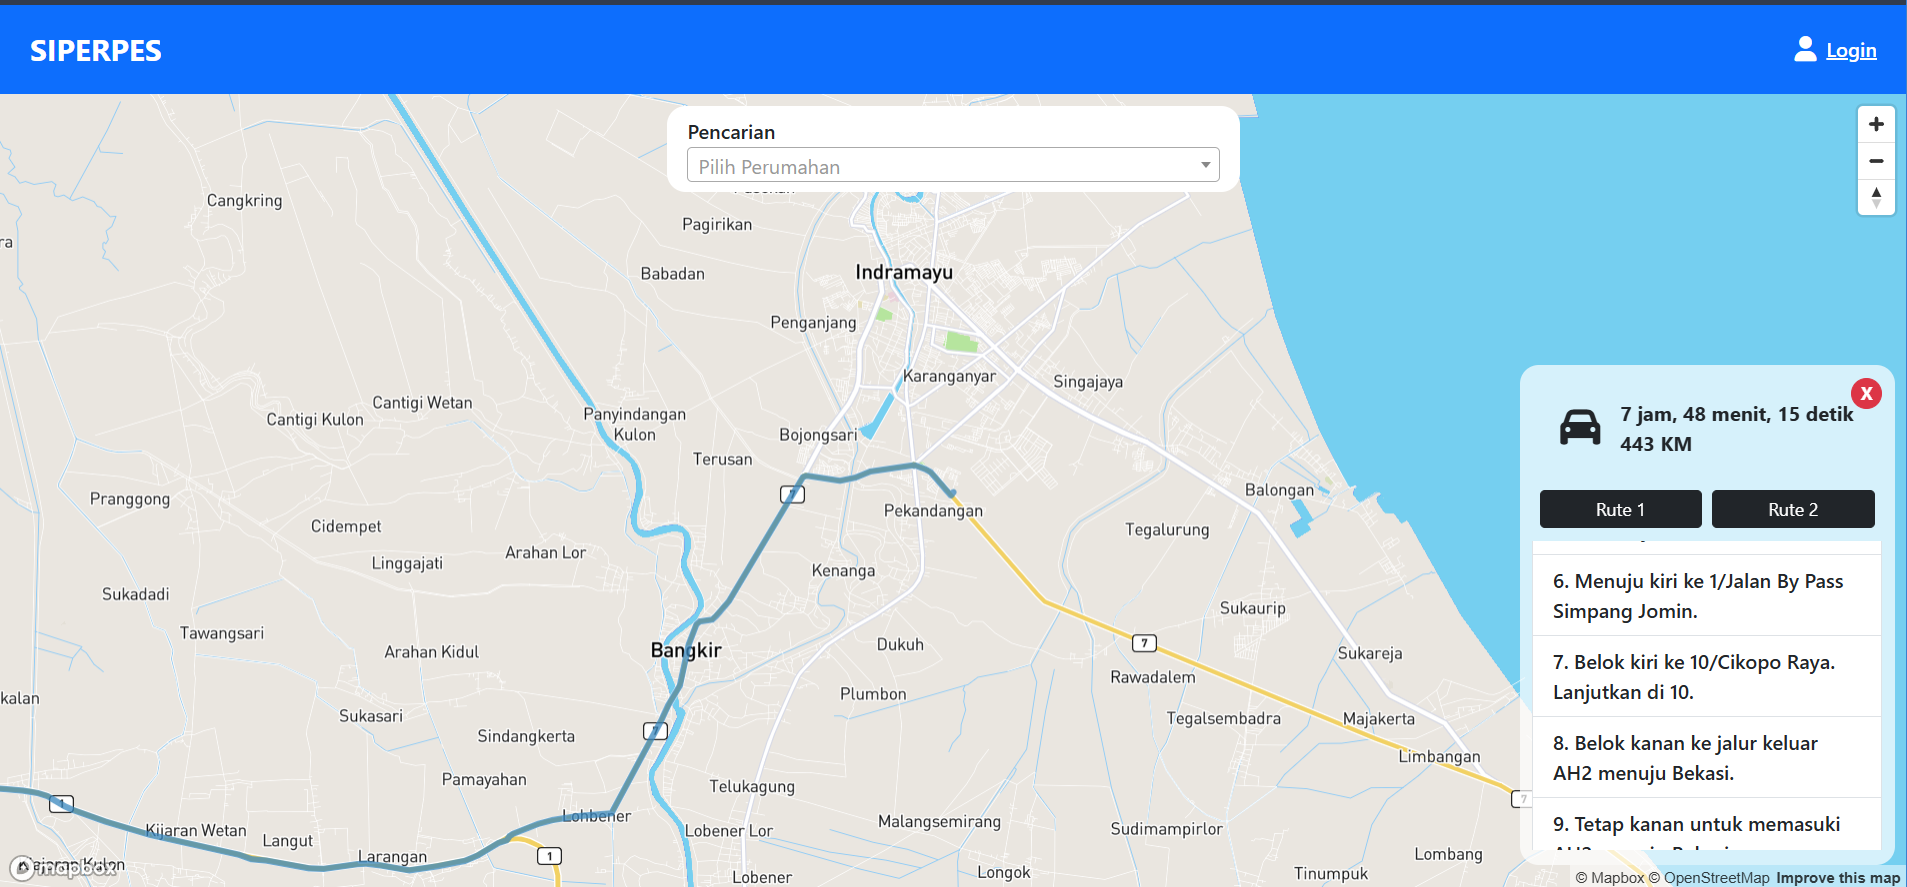 SIPERPES
Login
Pencarian
Pilih Perumahan
Cangkring
Pagirikan
Babadan
Indramayu
Penganjang
Karanganyar
Singajaya
Cantigi Kulon
Cantigi Wetan
Panyindangan
Kulon
Bojongsari
Terusan
7
Pranggong
Cidempet
Linggajati
Arahan Lor
Pekandangan
Balongan
Tegalurung
Kenanga
Sukadadi
Tawangsari
Arahan Kidul
Bangkir
Dukuh
Sukaurip
7
Rawadalem
Sukareja
Plumbon
kalan
Sukasari
Sindangkerta
7
Tegalsembadra
Majakerta
Limbangan
Pamayahan
Telukagung
1
Lohbener
7
Kijaran Wetan
Langut
Larangan
1
Lobener Lor
Malangsemirang
Sudimampirlor
Lombang
Lobener
Longok
Tinumpuk
mapbox
X
7 jam, 48 menit, 15 detik
443 KM
Rute 1
Rute 2
6. Menuju kiri ke 1/Jalan By Pass
Simpang Jomin.
7. Belok kiri ke 10/Cikopo Raya.
Lanjutkan di 10.
8. Belok kanan ke jalur keluar
AH2 menuju Bekasi.
9. Tetap kanan untuk memasuki
© Mapbox © OpenStreetMap Improve this map